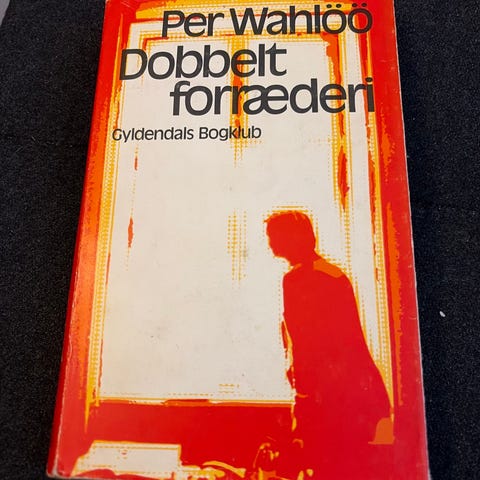 Per Wahlöö
Dobbelt
forræderi
Gyldendals Bogklub